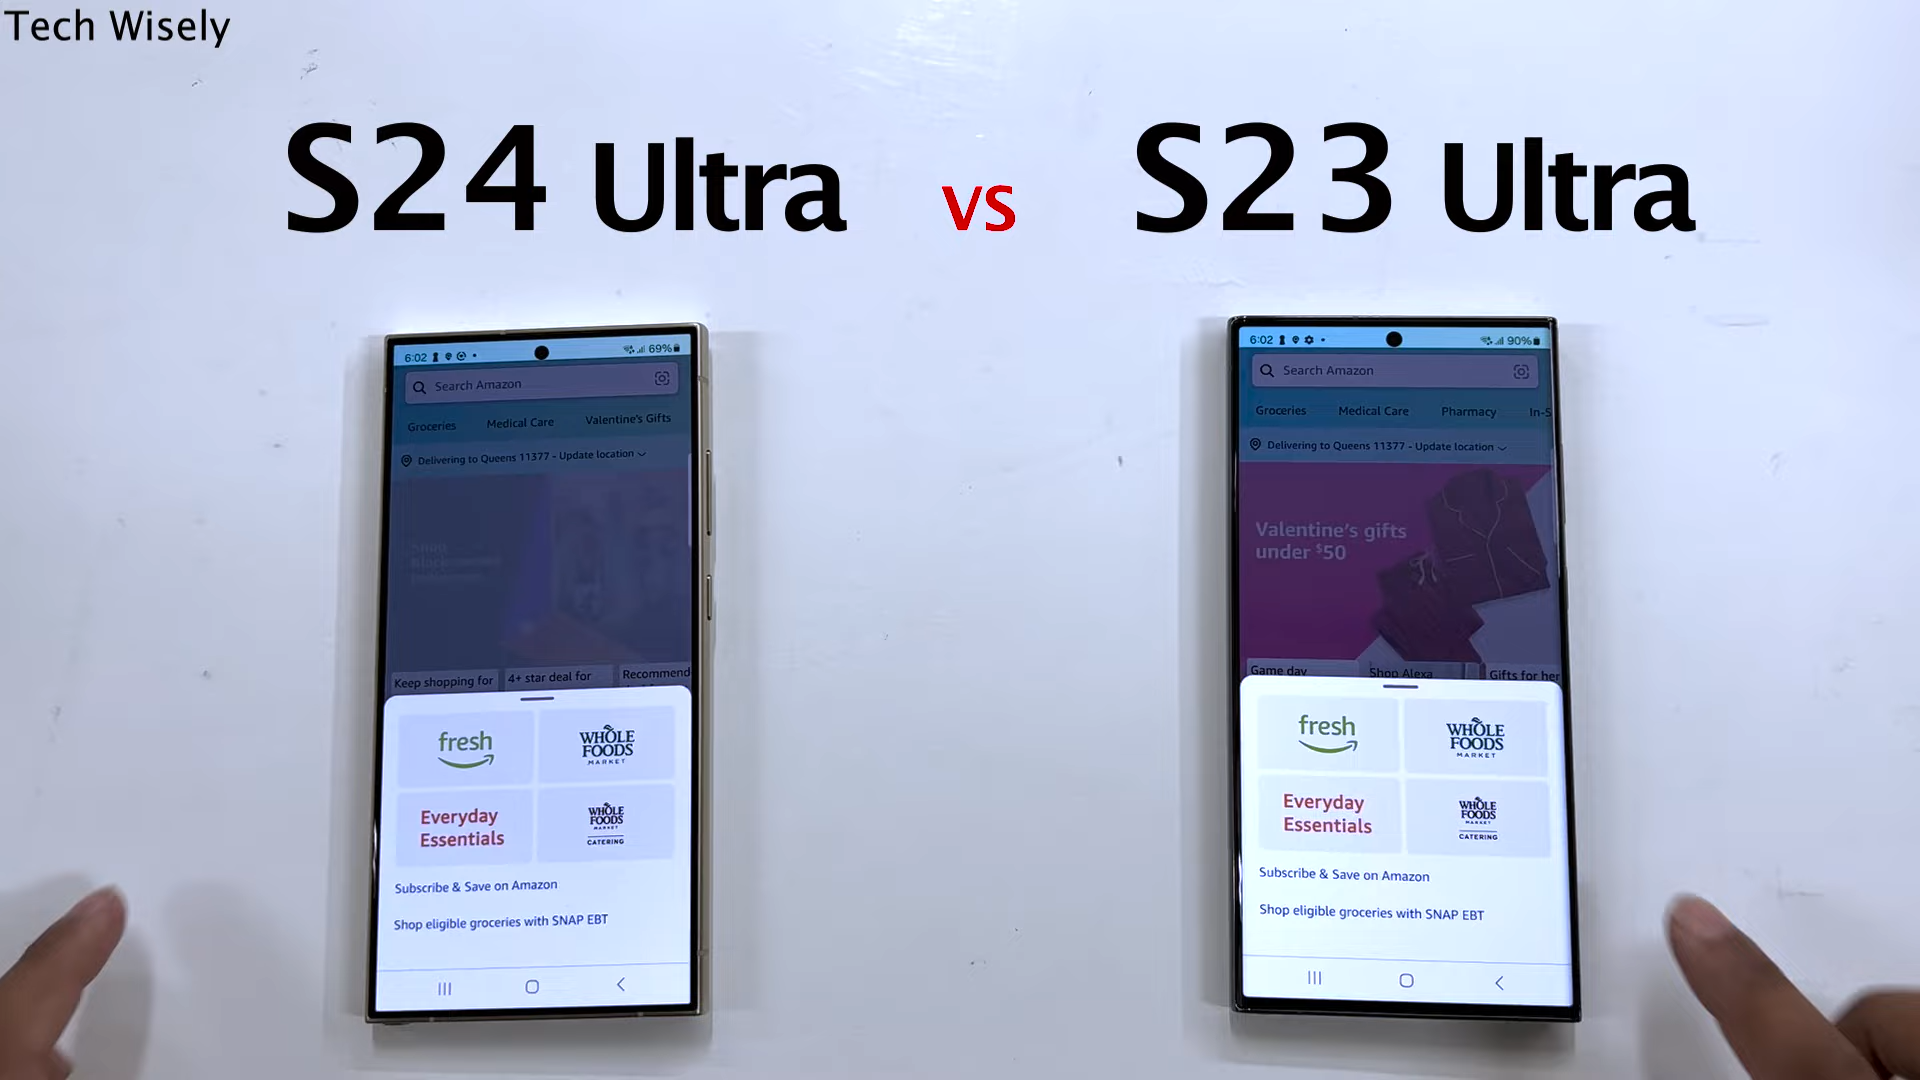 Tech Wisely
S24 Ultra vs S23 Ultra
6:02 69%
Search Amazon
Groceries Medical Care Valentine's Gifts
Delivering to Queens 11377 - Update location
Keep shopping for 4+ star deal for Recommend
fresh
WHOLE
FOODS
MARKET
Everyday
Essentials
WHOLE
FOODS
MARKET
CATERING
Subscribe & Save on Amazon
Shop eligible groceries with SNAP EBT
6:02 90%
Search Amazon
Groceries Medical Care Pharmacy In-S
Delivering to Queens 11377 - Update location
Valentine's gifts
under $50
Game day Shop Alexa Gifts for her
fresh
WHOLE
FOODS
MARKET
Everyday
Essentials
WHOLE
FOODS
MARKET
CATERING
Subscribe & Save on Amazon
Shop eligible groceries with SNAP EBT